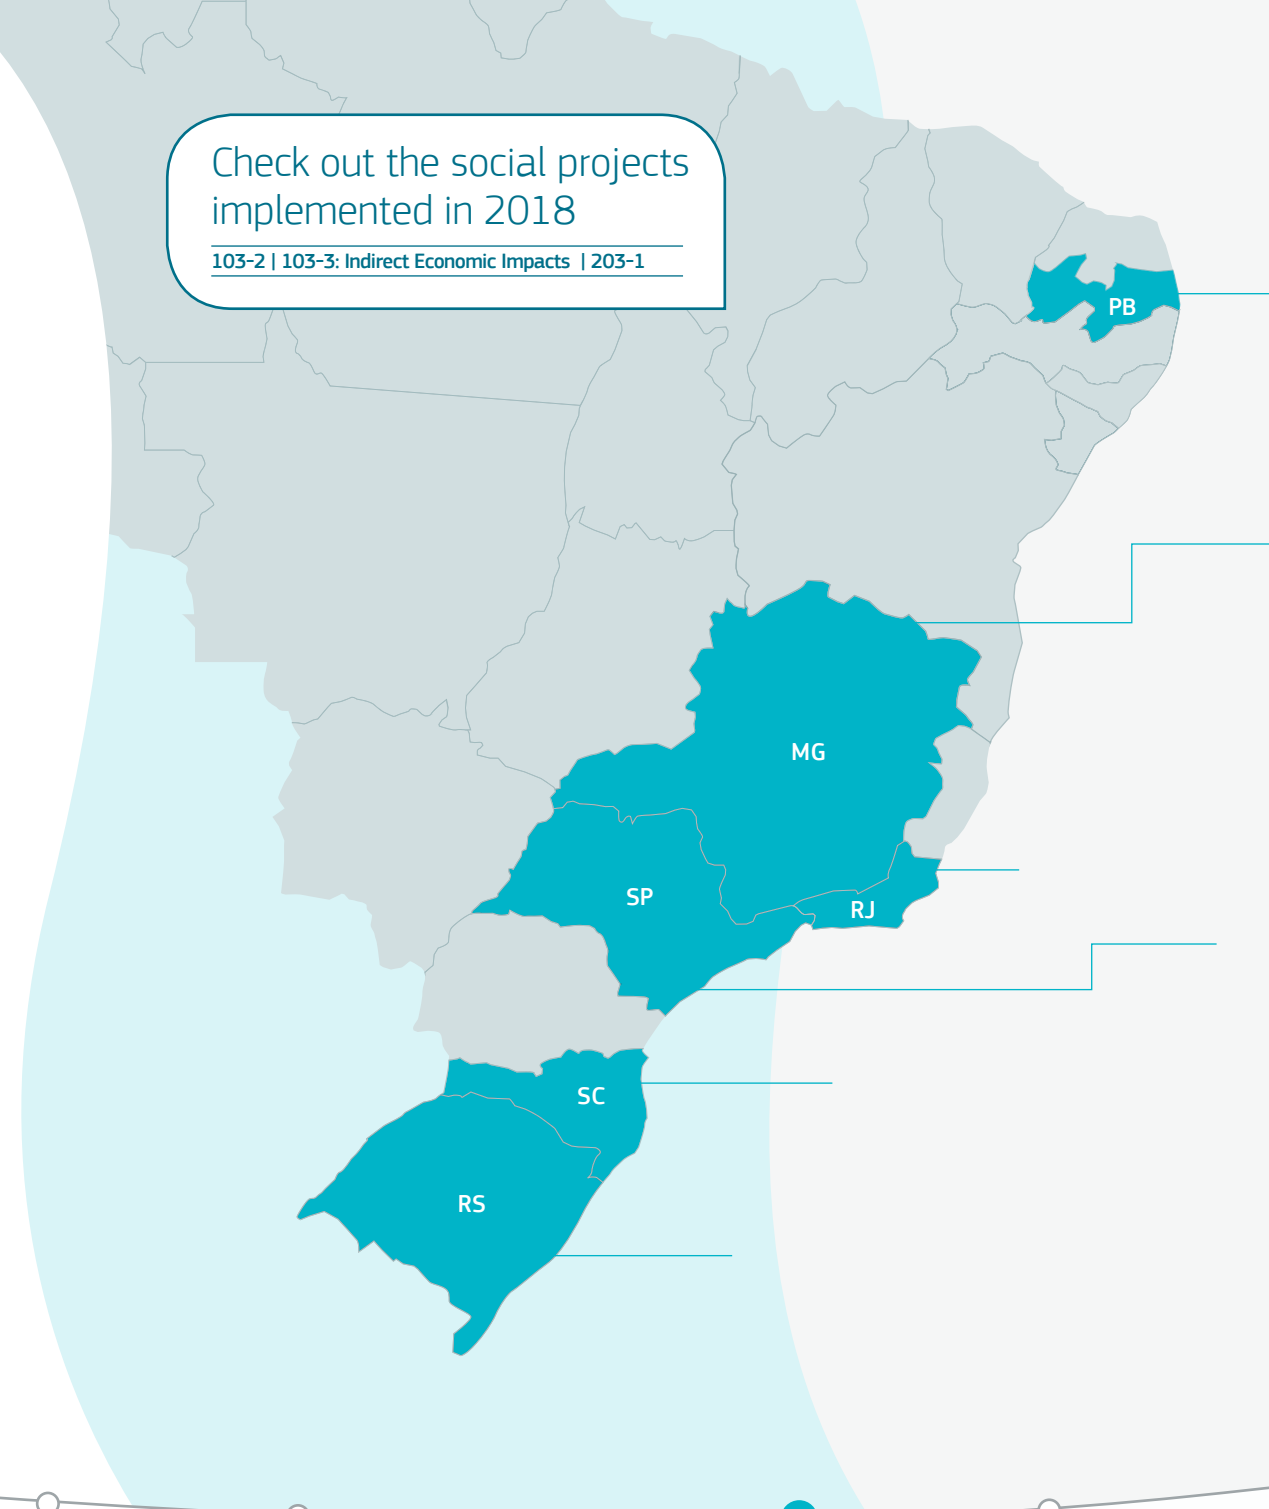 Check out the social projects
implemented in 2018
103-2 | 103-3: Indirect Economic Impacts | 203-1
PB
MG
SP
RJ
SC
RS